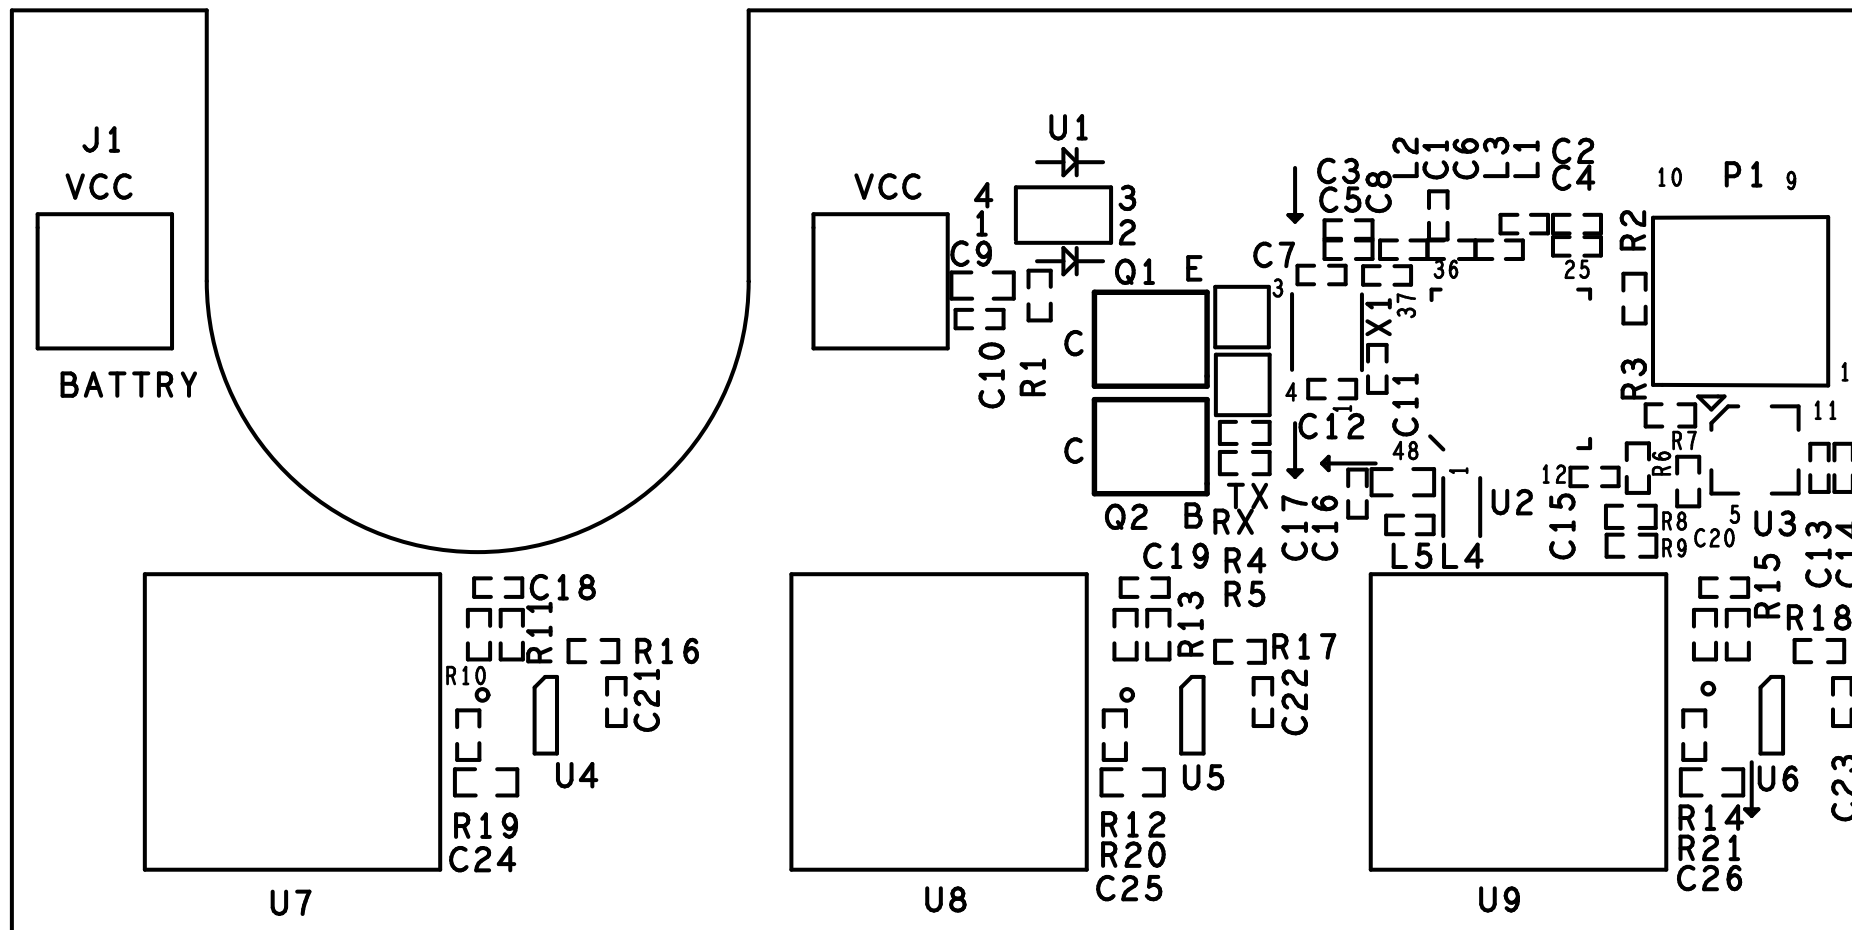 J1
VCC
BATTRY
VCC
U1
4
3
1
2
C9
C10
R1
Q1
E
C
C
Q2
B
TX
RX
C3
C5
C8
L2
C1
C6
L3
L1
C2
C4
C7
3
36
25
37
X1
4
1
C12
C11
48
1
12
U2
C17
C16
L5
L4
C15
10
P1
9
R2
R3
1
11
R7
R6
R8
R9
C20
5
U3
C13
C14
C19
R4
R5
C18
R11
R16
R10
C21
U4
R19
C24
U7
R13
R17
C22
U5
R12
R20
C25
U8
R15
R18
U6
C23
R14
R21
C26
U9